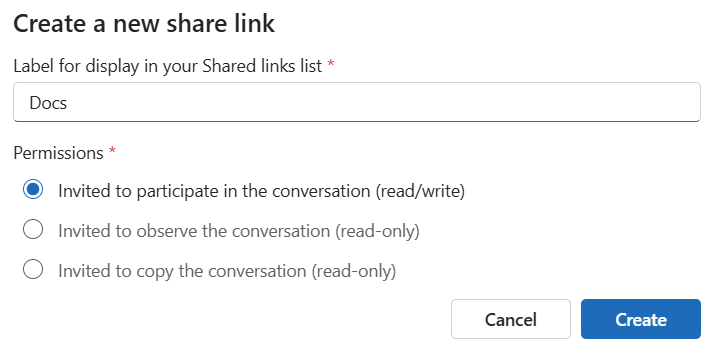 Create a new share link
Label for display in your Shared links list *
Docs
Permissions *
Invited to participate in the conversation (read/write)
Invited to observe the conversation (read-only)
Invited to copy the conversation (read-only)
Cancel
Create